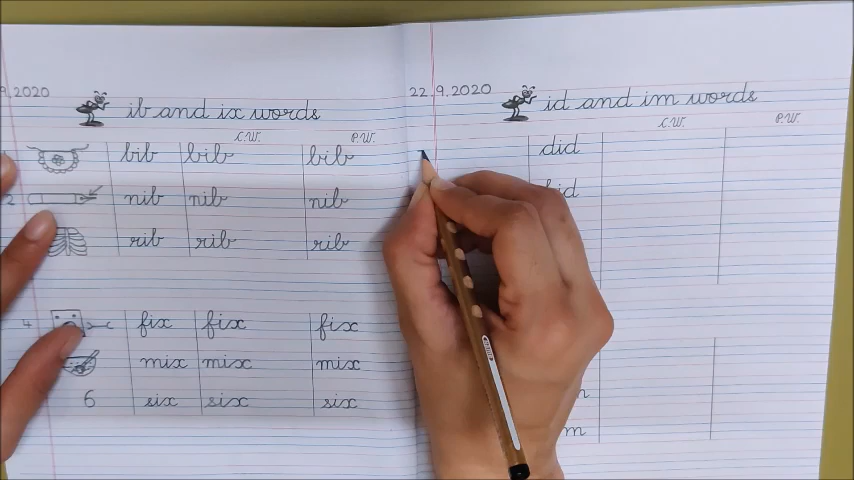 9.2020
ib and ix words
C.W. P.W.
bib bib bib
2 nib nib nib
rib rib rib
4 fix fix fix
mix mix mix
6 six six six
22.9.2020
id and im words
C.W. P.W.
did